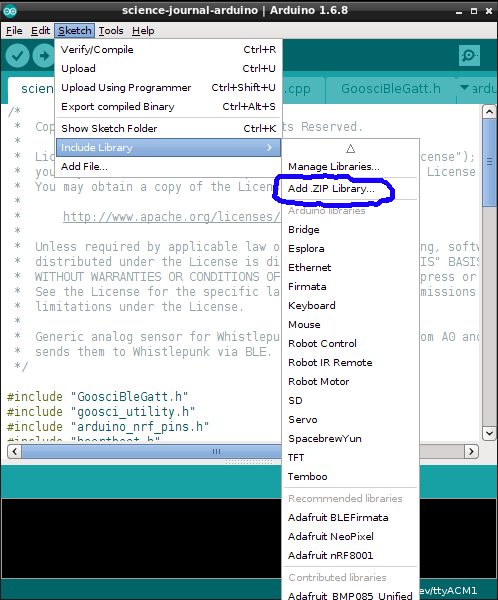 science-journal-arduino | Arduino 1.6.8
File Edit Sketch Tools Help
Verify/Compile Ctrl+R
Upload Ctrl+U
Upload Using Programmer Ctrl+Shift+U
Export compiled Binary Ctrl+Alt+S
Show Sketch Folder Ctrl+K
Include Library
Add File...
scien .cpp GoosciBleGatt.h ardui
Manage Libraries...
Add .ZIP Library...
Arduino libraries
Bridge
Esplora
Ethernet
Firmata
Keyboard
Mouse
Robot Control
Robot IR Remote
Robot Motor
SD
Servo
SpacebrewYun
TFT
Temboo
Recommended libraries
Adafruit BLEFirmata
Adafruit NeoPixel
Adafruit nRF8001
Contributed libraries
Adafruit BMP085 Unified
/*
* Cop ts Reserved.
*
* Lic cense");
* you License
* You may obtain a copy of the Licen
*
* http://www.apache.org/licenses/
*
* Unless required by applicable law o ng, softw
* distributed under the License is di IS" BASIS
* WITHOUT WARRANTIES OR CONDITIONS OF press or
* See the License for the specific la missions
* limitations under the License.
*
* Generic analog sensor for Whistlepu om A0 and
* sends them to Whistlepunk via BLE.
*/
#include "GoosciBleGatt.h"
#include "goosci_utility.h"
#include "arduino_nrf_pins.h"
#include "heartbeat.h"
ev/ttyACM1